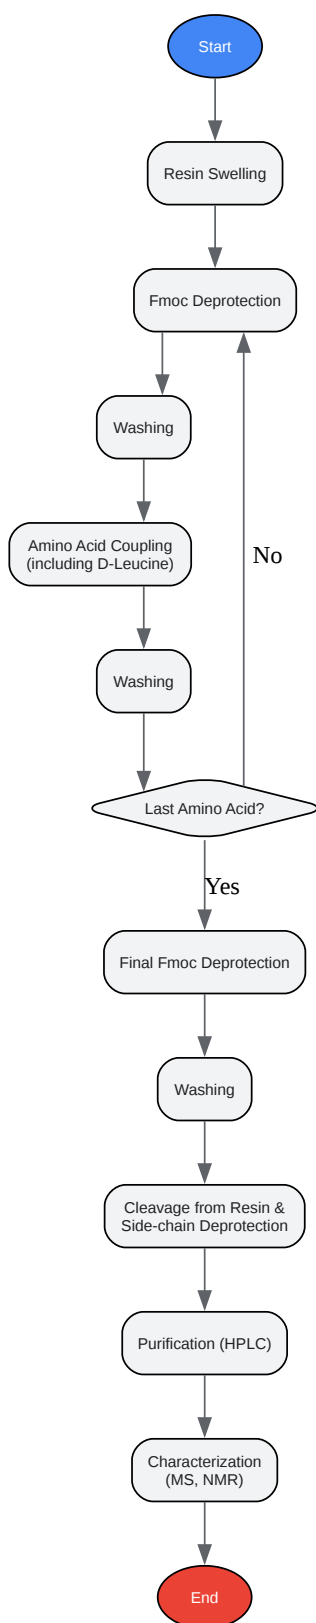 Start
Resin Swelling
Fmoc Deprotection
Washing
Amino Acid Coupling
(including D-Leucine)
No
Washing
Last Amino Acid?
Yes
Final Fmoc Deprotection
Washing
Cleavage from Resin &
Side-chain Deprotection
Purification (HPLC)
Characterization
(MS, NMR)
End